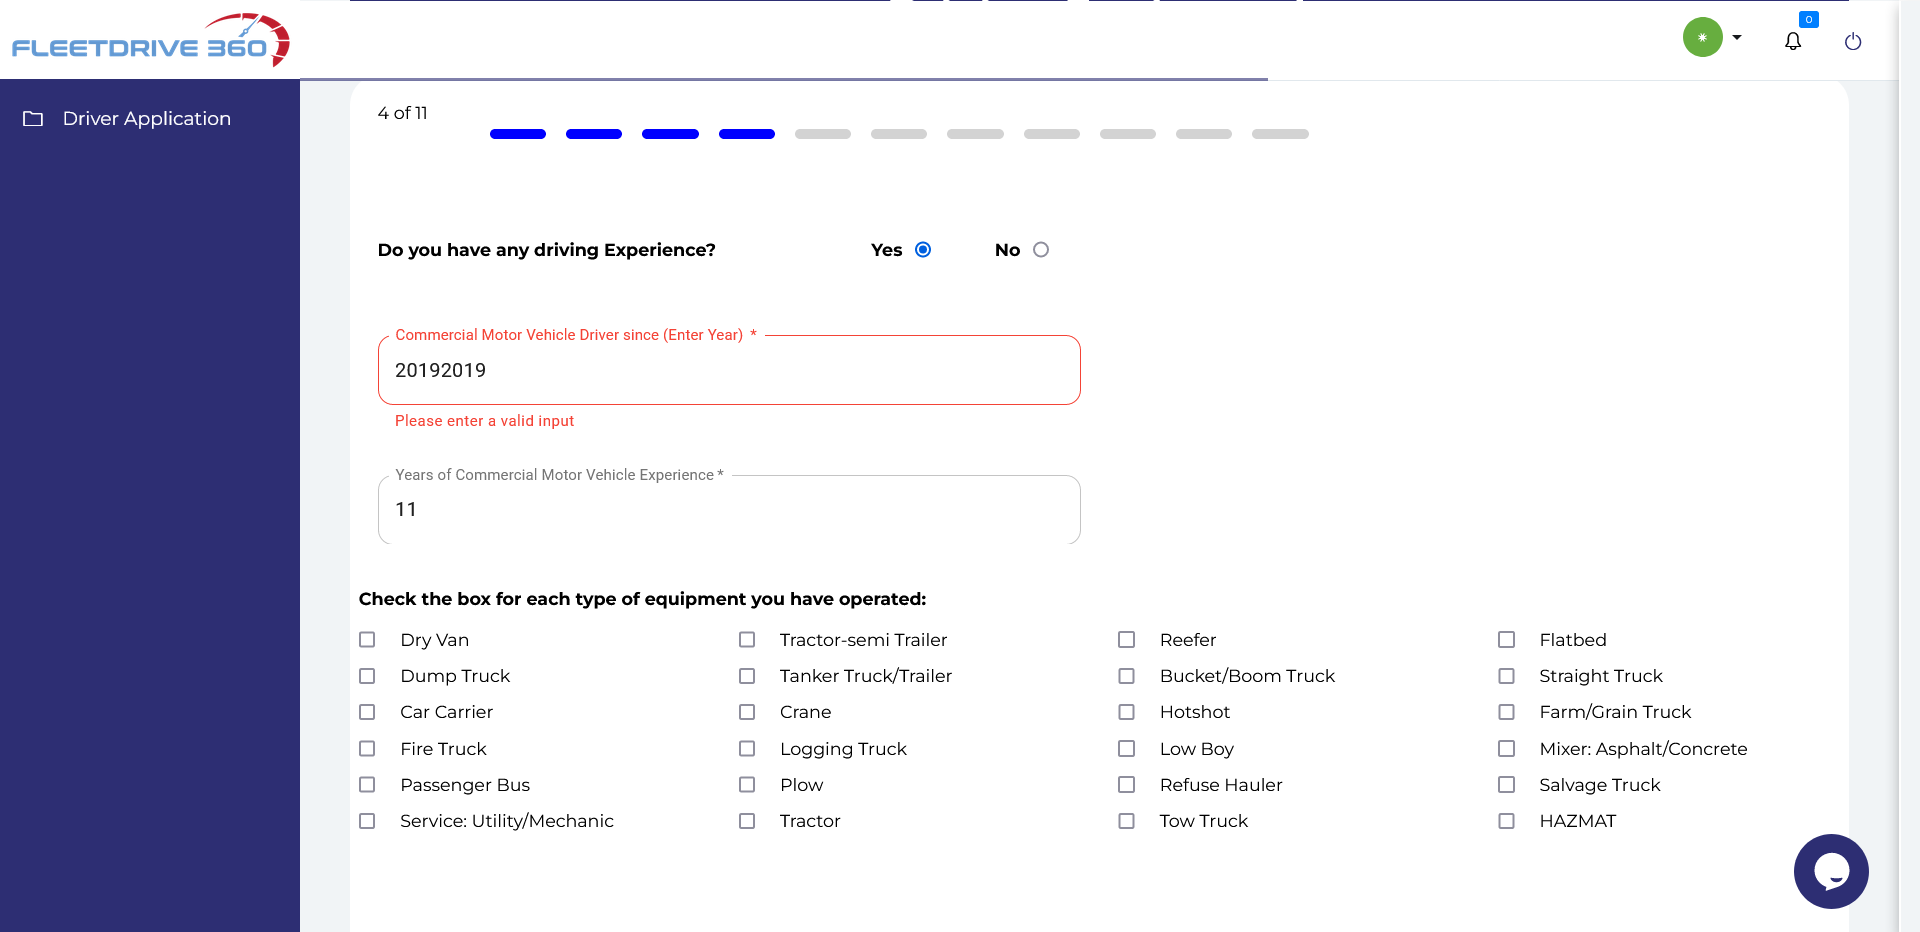 FLEETDRIVE 360
0
Driver Application
4 of 11
Do you have any driving Experience? Yes No
Commercial Motor Vehicle Driver since (Enter Year) *
20192019
Please enter a valid input
Years of Commercial Motor Vehicle Experience *
11
Check the box for each type of equipment you have operated:
Dry Van Tractor-semi Trailer Reefer Flatbed
Dump Truck Tanker Truck/Trailer Bucket/Boom Truck Straight Truck
Car Carrier Crane Hotshot Farm/Grain Truck
Fire Truck Logging Truck Low Boy Mixer: Asphalt/Concrete
Passenger Bus Plow Refuse Hauler Salvage Truck
Service: Utility/Mechanic Tractor Tow Truck HAZMAT